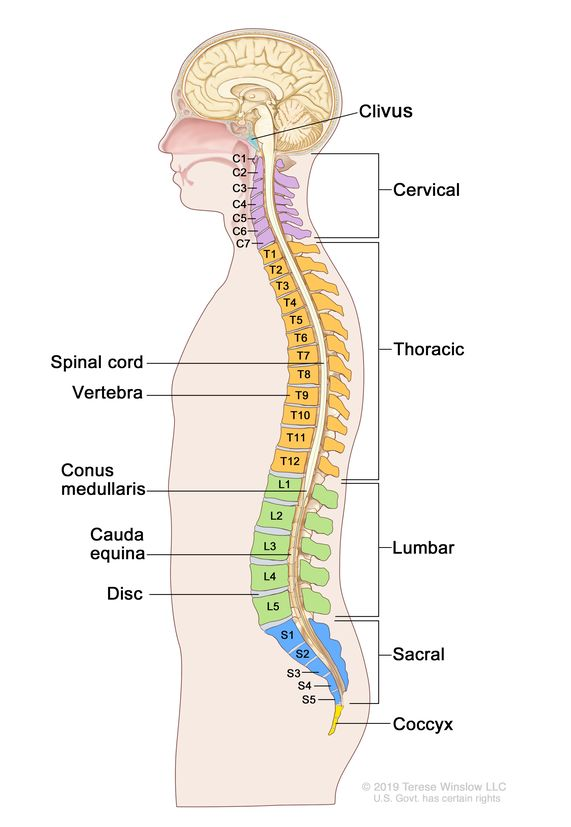 Clivus
C1
C2
C3
C4
C5
C6
C7
Cervical
T1
T2
T3
T4
T5
T6
T7
T8
T9
T10
T11
T12
Thoracic
Spinal cord
Vertebra
Conus
medullaris
L1
L2
L3
L4
L5
Cauda
equina
Disc
Lumbar
S1
S2
S3
S4
S5
Sacral
Coccyx
© 2019 Terese Winslow LLC
U.S. Govt. has certain rights